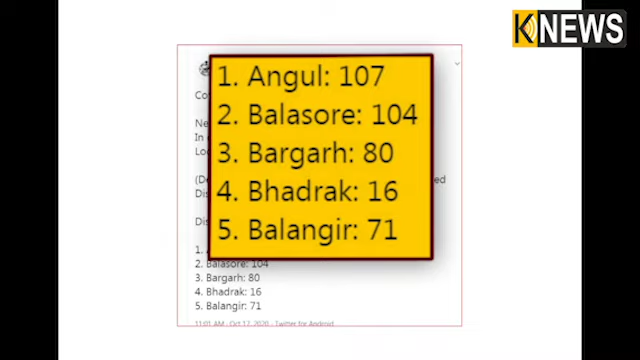 KNEWS
1. Angul: 107
2. Balasore: 104
3. Bargarh: 80
4. Bhadrak: 16
5. Balangir: 71
Co
Ne
In
Lo
(De
ed
Dis
Dis
1.
2. Balasore: 104
3. Bargarh: 80
4. Bhadrak: 16
5. Balangir: 71
11:01 AM · Oct 17, 2020 · Twitter for Android